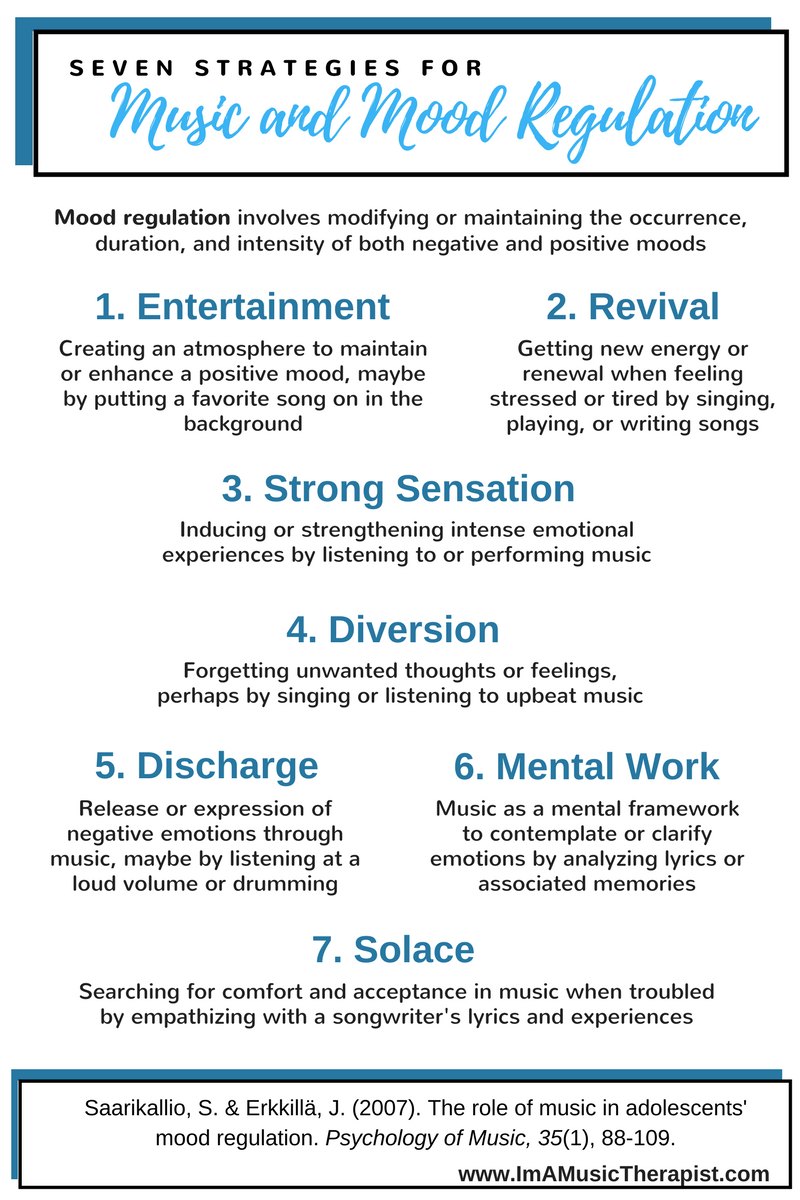 SEVEN STRATEGIES FOR
Music and Mood Regulation
Mood regulation involves modifying or maintaining the occurrence,
duration, and intensity of both negative and positive moods
1. Entertainment
Creating an atmosphere to maintain
or enhance a positive mood, maybe
by putting a favorite song on in the
background
2. Revival
Getting new energy or
renewal when feeling
stressed or tired by singing,
playing, or writing songs
3. Strong Sensation
Inducing or strengthening intense emotional
experiences by listening to or performing music
4. Diversion
Forgetting unwanted thoughts or feelings,
perhaps by singing or listening to upbeat music
5. Discharge
Release or expression of
negative emotions through
music, maybe by listening at a
loud volume or drumming
6. Mental Work
Music as a mental framework
to contemplate or clarify
emotions by analyzing lyrics or
associated memories
7. Solace
Searching for comfort and acceptance in music when troubled
by empathizing with a songwriter's lyrics and experiences
Saarikallio, S. & Erkkillä, J. (2007). The role of music in adolescents'
mood regulation. Psychology of Music, 35(1), 88-109.
www.ImAMusicTherapist.com